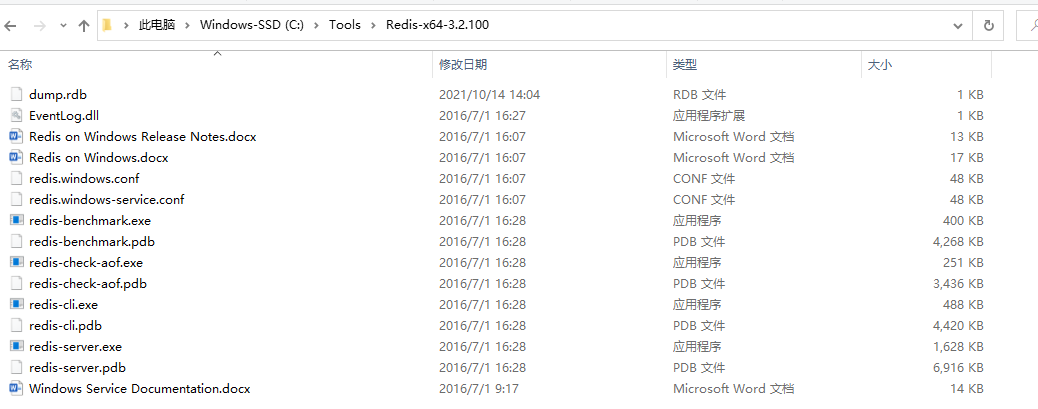 此电脑 > Windows-SSD (C:) > Tools > Redis-x64-3.2.100
名称 修改日期 类型 大小
dump.rdb 2021/10/14 14:04 RDB 文件 1 KB
EventLog.dll 2016/7/1 16:27 应用程序扩展 1 KB
Redis on Windows Release Notes.docx 2016/7/1 16:07 Microsoft Word 文档 13 KB
Redis on Windows.docx 2016/7/1 16:07 Microsoft Word 文档 17 KB
redis.windows.conf 2016/7/1 16:07 CONF 文件 48 KB
redis.windows-service.conf 2016/7/1 16:07 CONF 文件 48 KB
redis-benchmark.exe 2016/7/1 16:28 应用程序 400 KB
redis-benchmark.pdb 2016/7/1 16:28 PDB 文件 4,268 KB
redis-check-aof.exe 2016/7/1 16:28 应用程序 251 KB
redis-check-aof.pdb 2016/7/1 16:28 PDB 文件 3,436 KB
redis-cli.exe 2016/7/1 16:28 应用程序 488 KB
redis-cli.pdb 2016/7/1 16:28 PDB 文件 4,420 KB
redis-server.exe 2016/7/1 16:28 应用程序 1,628 KB
redis-server.pdb 2016/7/1 16:28 PDB 文件 6,916 KB
Windows Service Documentation.docx 2016/7/1 9:17 Microsoft Word 文档 14 KB